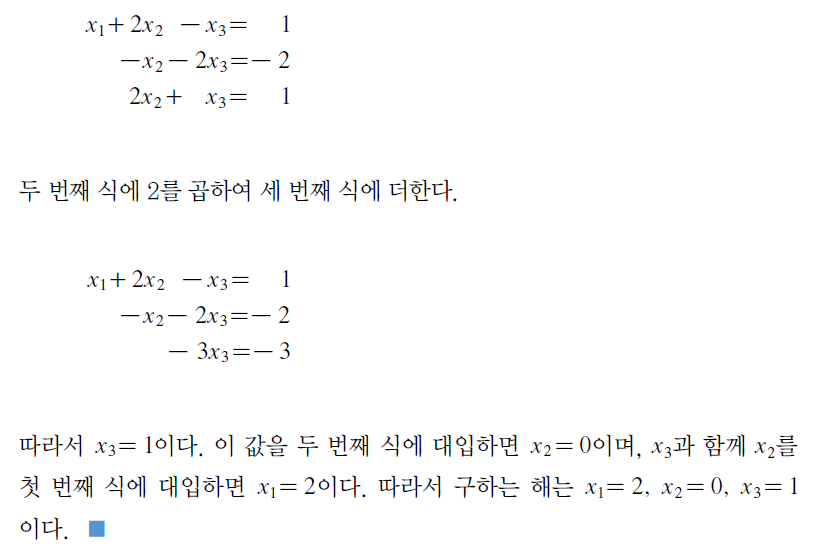 x₁+ 2x₂ −x₃= 1
−x₂− 2x₃=− 2
2x₂+ x₃= 1
두 번째 식에 2를 곱하여 세 번째 식에 더한다.
x₁+ 2x₂ −x₃= 1
−x₂− 2x₃=− 2
− 3x₃=− 3
따라서 x₃= 1이다. 이 값을 두 번째 식에 대입하면 x₂=0이며, x₃과 함께 x₂를
첫 번째 식에 대입하면 x₁=2이다. 따라서 구하는 해는 x₁=2, x₂=0, x₃=1
이다. ■